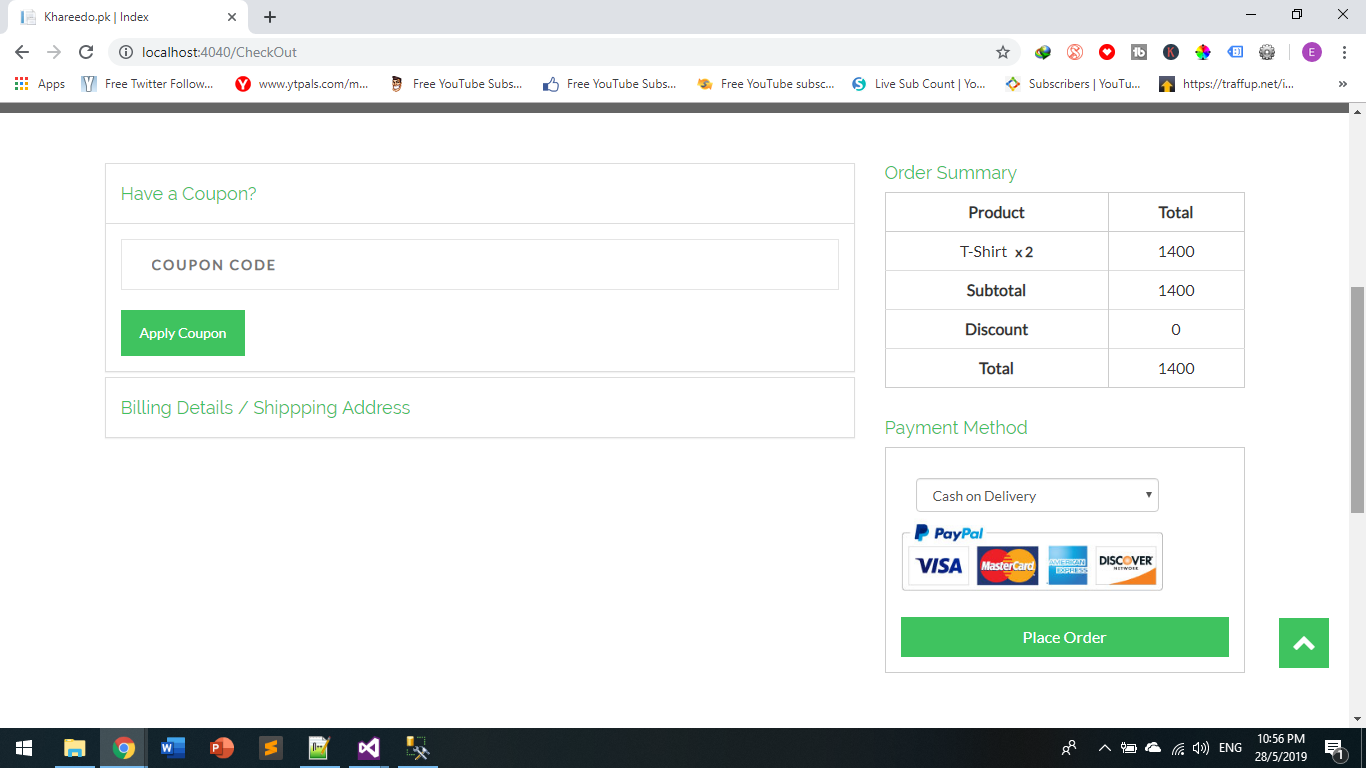 Khareedo.pk | Index
localhost:4040/CheckOut
E
Apps
Free Twitter Follow...
www.ytpals.com/m...
Free YouTube Subs...
Free YouTube Subs...
Free YouTube subsc...
Live Sub Count | Yo...
Subscribers | YouTu...
https://traffup.net/i...
Have a Coupon?
COUPON CODE
Apply Coupon
Billing Details / Shippping Address
Order Summary
Product Total
T-Shirt x 2 1400
Subtotal 1400
Discount 0
Total 1400
Payment Method
Cash on Delivery
PayPal
VISA MasterCard AMERICAN EXPRESS DISCOVER NETWORK
Place Order
ENG
10:56 PM
28/5/2019
1